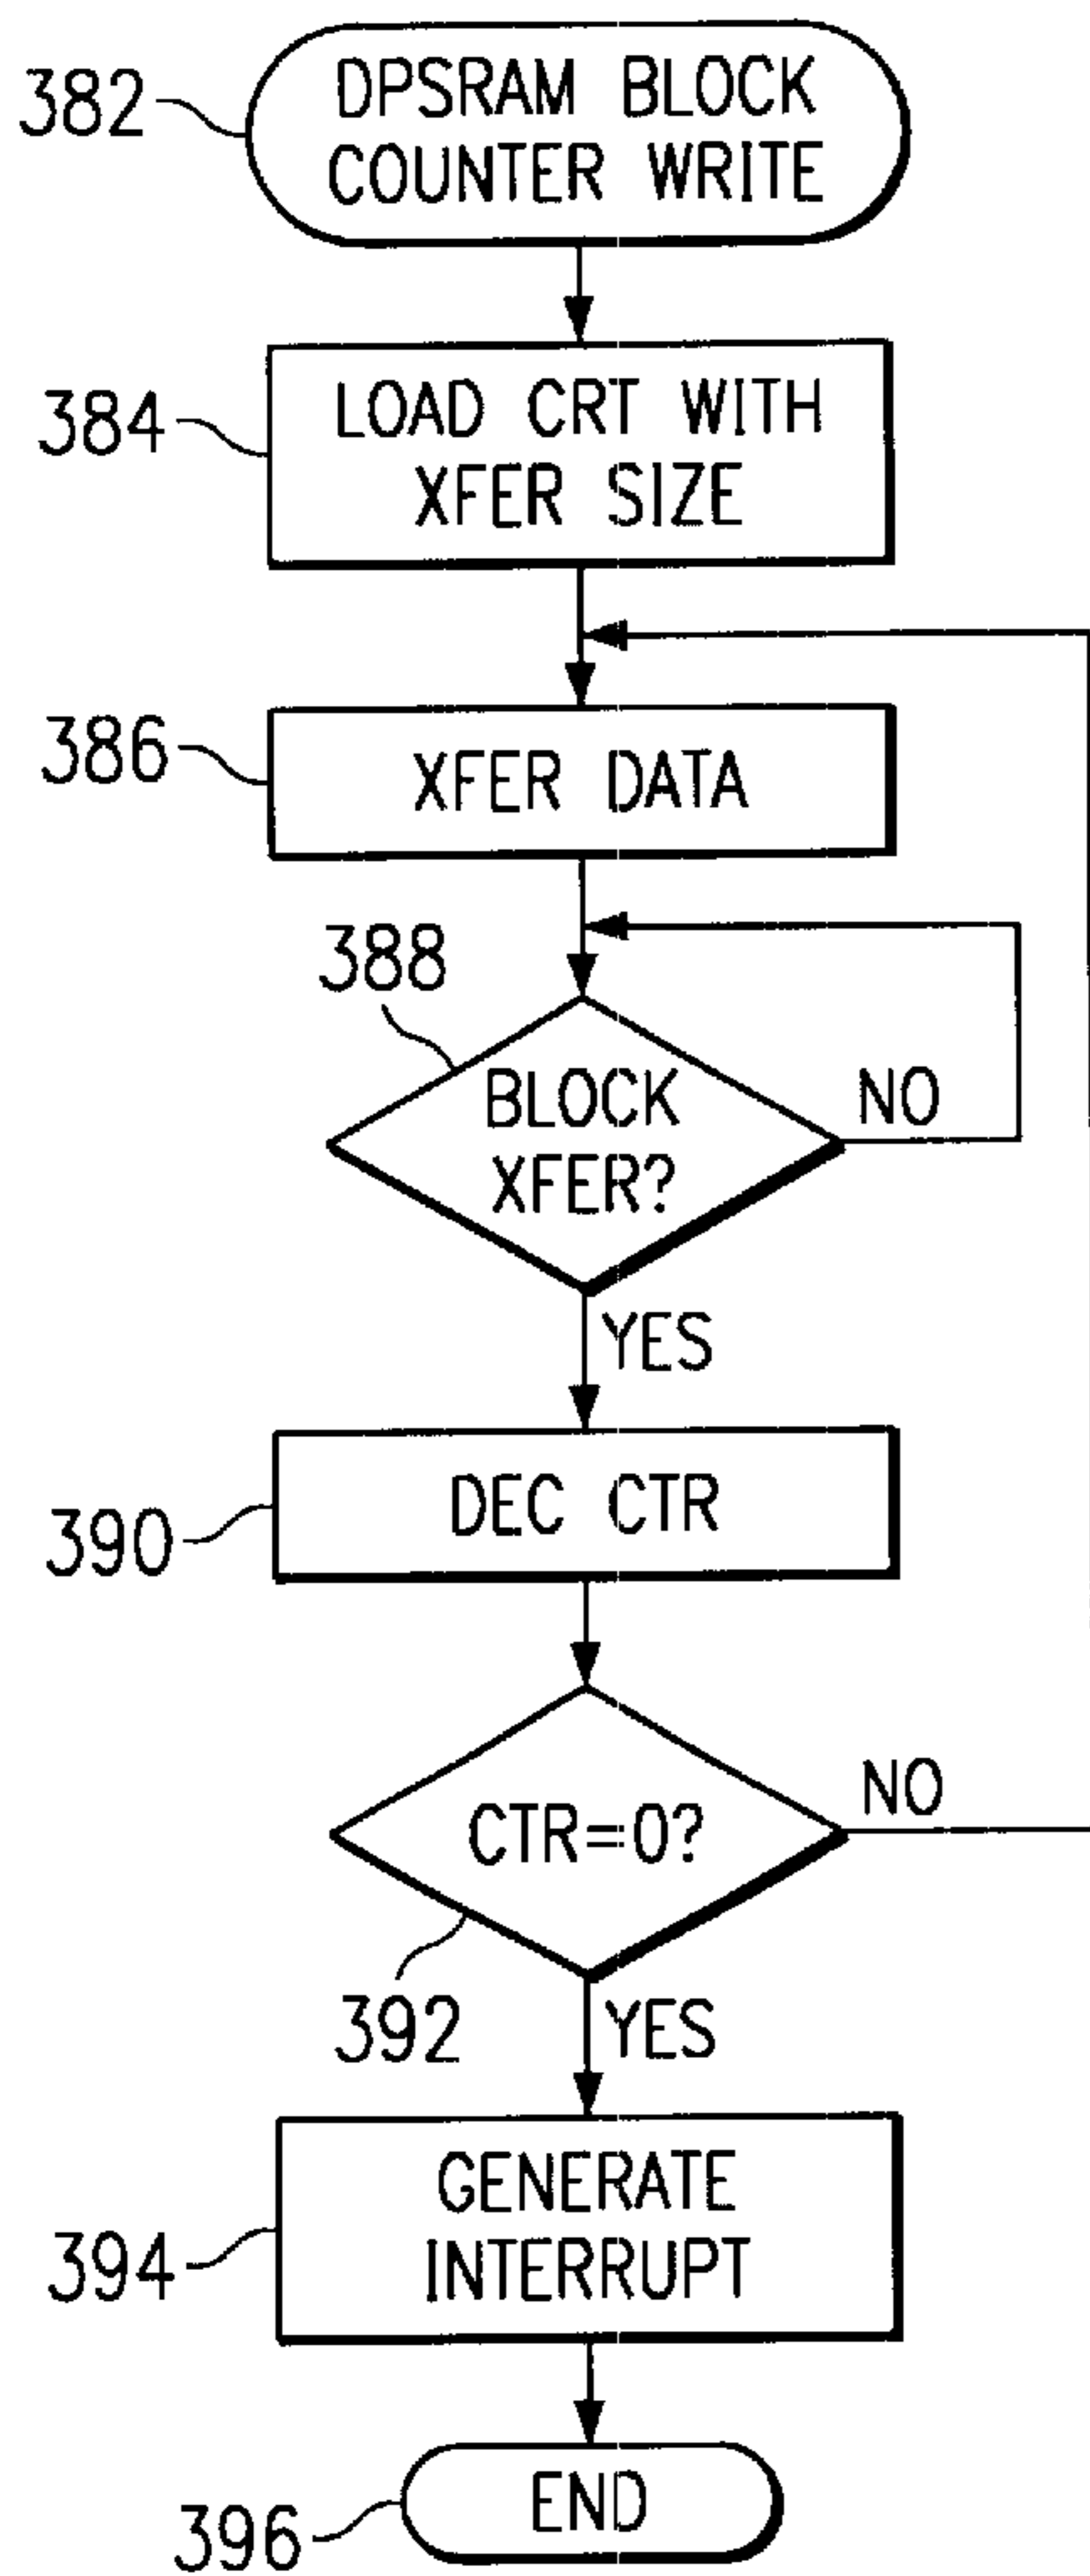 382
DPSRAM BLOCK
COUNTER WRITE
384
LOAD CRT WITH
XFER SIZE
386
XFER DATA
388
BLOCK
XFER?
NO
YES
390
DEC CTR
CTR=0?
NO
392
YES
394
GENERATE
INTERRUPT
396
END